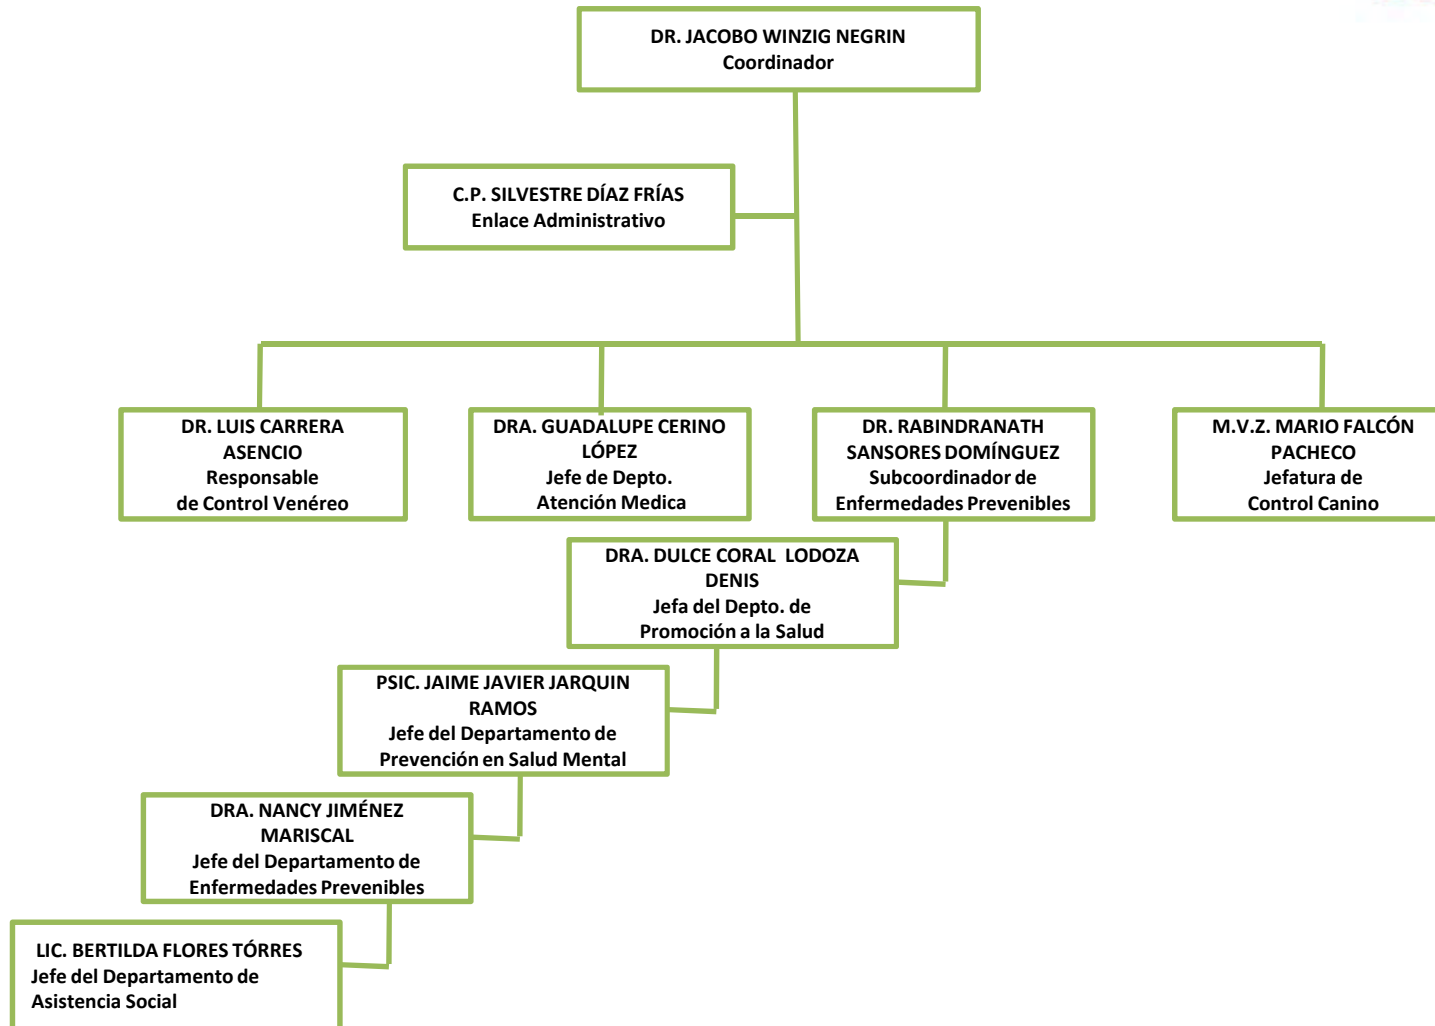 DR. JACOBO WINZIG NEGRIN
Coordinador
C.P. SILVESTRE DÍAZ FRÍAS
Enlace Administrativo
DR. LUIS CARRERA
ASENCIO
Responsable
de Control Venéreo
DRA. GUADALUPE CERINO
LÓPEZ
Jefe de Depto.
Atención Medica
DR. RABINDRANATH
SANSORES DOMÍNGUEZ
Subcoordinador de
Enfermedades Prevenibles
M.V.Z. MARIO FALCÓN
PACHECO
Jefatura de
Control Canino
DRA. DULCE CORAL LODOZA
DENIS
Jefa del Depto. de
Promoción a la Salud
PSIC. JAIME JAVIER JARQUIN
RAMOS
Jefe del Departamento de
Prevención en Salud Mental
DRA. NANCY JIMÉNEZ
MARISCAL
Jefe del Departamento de
Enfermedades Prevenibles
LIC. BERTILDA FLORES TÓRRES
Jefe del Departamento de
Asistencia Social